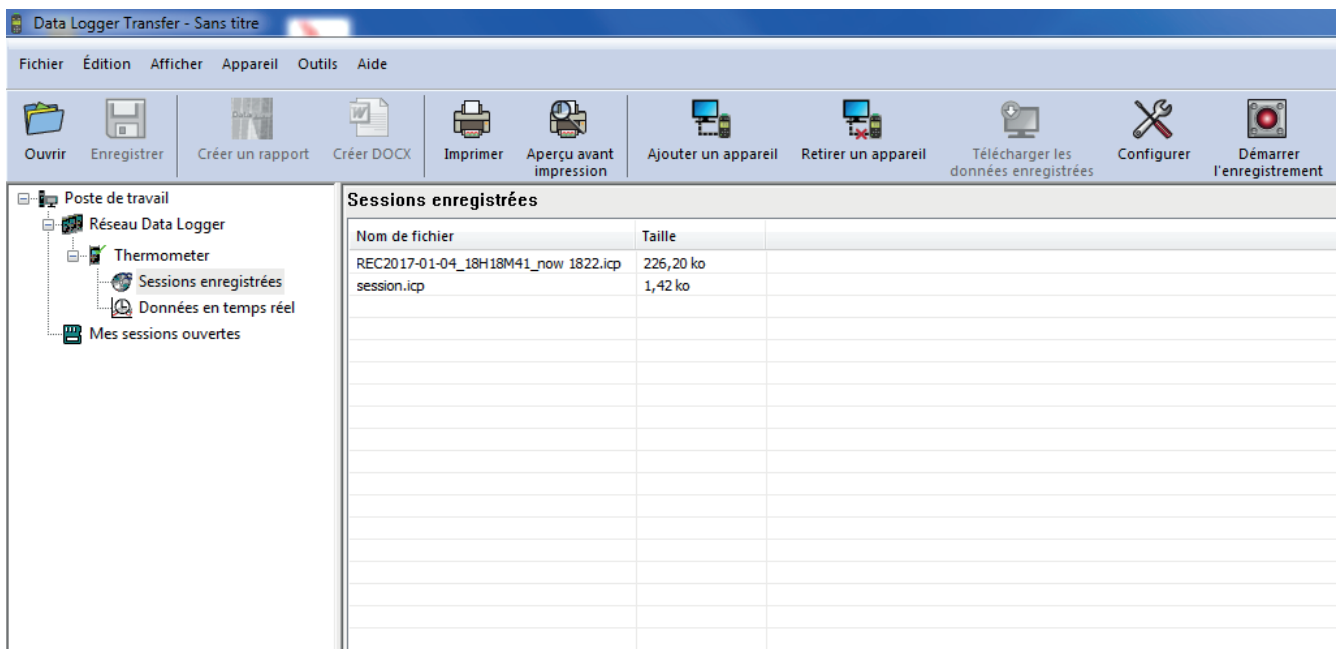 Data Logger Transfer - Sans titre
Fichier Édition Afficher Appareil Outils Aide
Ouvrir Enregistrer Créer un rapport Créer DOCX Imprimer Aperçu avant impression Ajouter un appareil Retirer un appareil Télécharger les données enregistrées Configurer Démarrer l'enregistrement
Poste de travail
Réseau Data Logger
Thermometer
Sessions enregistrées
Données en temps réel
Mes sessions ouvertes
Sessions enregistrées
Nom de fichier Taille
REC2017-01-04_18H18M41_now 1822.icp 226,20 ko
session.icp 1,42 ko